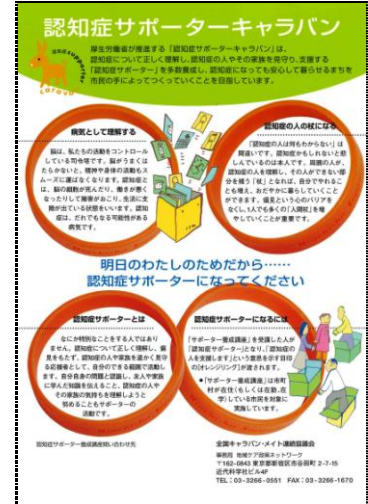 認知症サポーターキャラバン
厚生労働省が推進する「認知症サポーターキャラバン」は、
認知症について正しく理解し、認知症の人やその家族を見守り、支援する
「認知症サポーター」を多数養成し、認知症になっても安心して暮らせるまちを
市民の手によってつくっていくことを目指しています。
supporter
caravan
病気として理解する
脳は、私たちの活動をコントロール
している司令塔です。脳がうまくは
たらかないと、精神や身体の活動もス
ムーズに運ばなくなります。認知症と
は、脳の細胞が死んだり、働きが悪く
なったりして障害がおこり、生活に支
障が出ている状態をいいます。認知
症は、だれでもなる可能性がある
病気です。
認知症の人の杖になる
「認知症の人は何もわからない」は
間違いです。認知症かもしれないと悲
しんでいるのは本人です。周囲の人が、
認知症の人を理解し、その人ができない部
分を補う「杖」となれば、自分でやれるこ
とも増え、おだやかに暮らしていくこと
ができます。偏見という心のバリアを
なくし、1人でも多くの「人間杖」を増
やしていくことが重要です。
明日のわたしのためだから……
認知症サポーターになってください
認知症サポーターとは
なにか特別なことをする人ではあり
ません。認知症について正しく理解し、偏
見をもたず、認知症の人や家族を温かく見守
る応援者として、自分のできる範囲で活動し
ます。自分自身の問題と認識し、友人や家族
に学んだ知識を伝えること、認知症の人や
その家族の気持ちを理解しようと
努めることもサポーターの
活動です。
認知症サポーターになるには
「サポーター養成講座」を受講した人が
「認知症サポーター」となり、「認知症の
人を支援します」という意思を示す目印
の【オレンジリング】が渡されます。
●「サポーター養成講座」は市町
村が在住(もしくは在勤、在
学)している市民を対象に
実施しています。
認知症サポーター養成講座問い合わせ先
全国キャラバン・メイト連絡協議会
事務局 地域ケア政策ネットワーク
〒162-0843 東京都新宿区市谷田町 2-7-15
近代科学社ビル4F
TEL:03-3266-0551 FAX:03-3266-1670